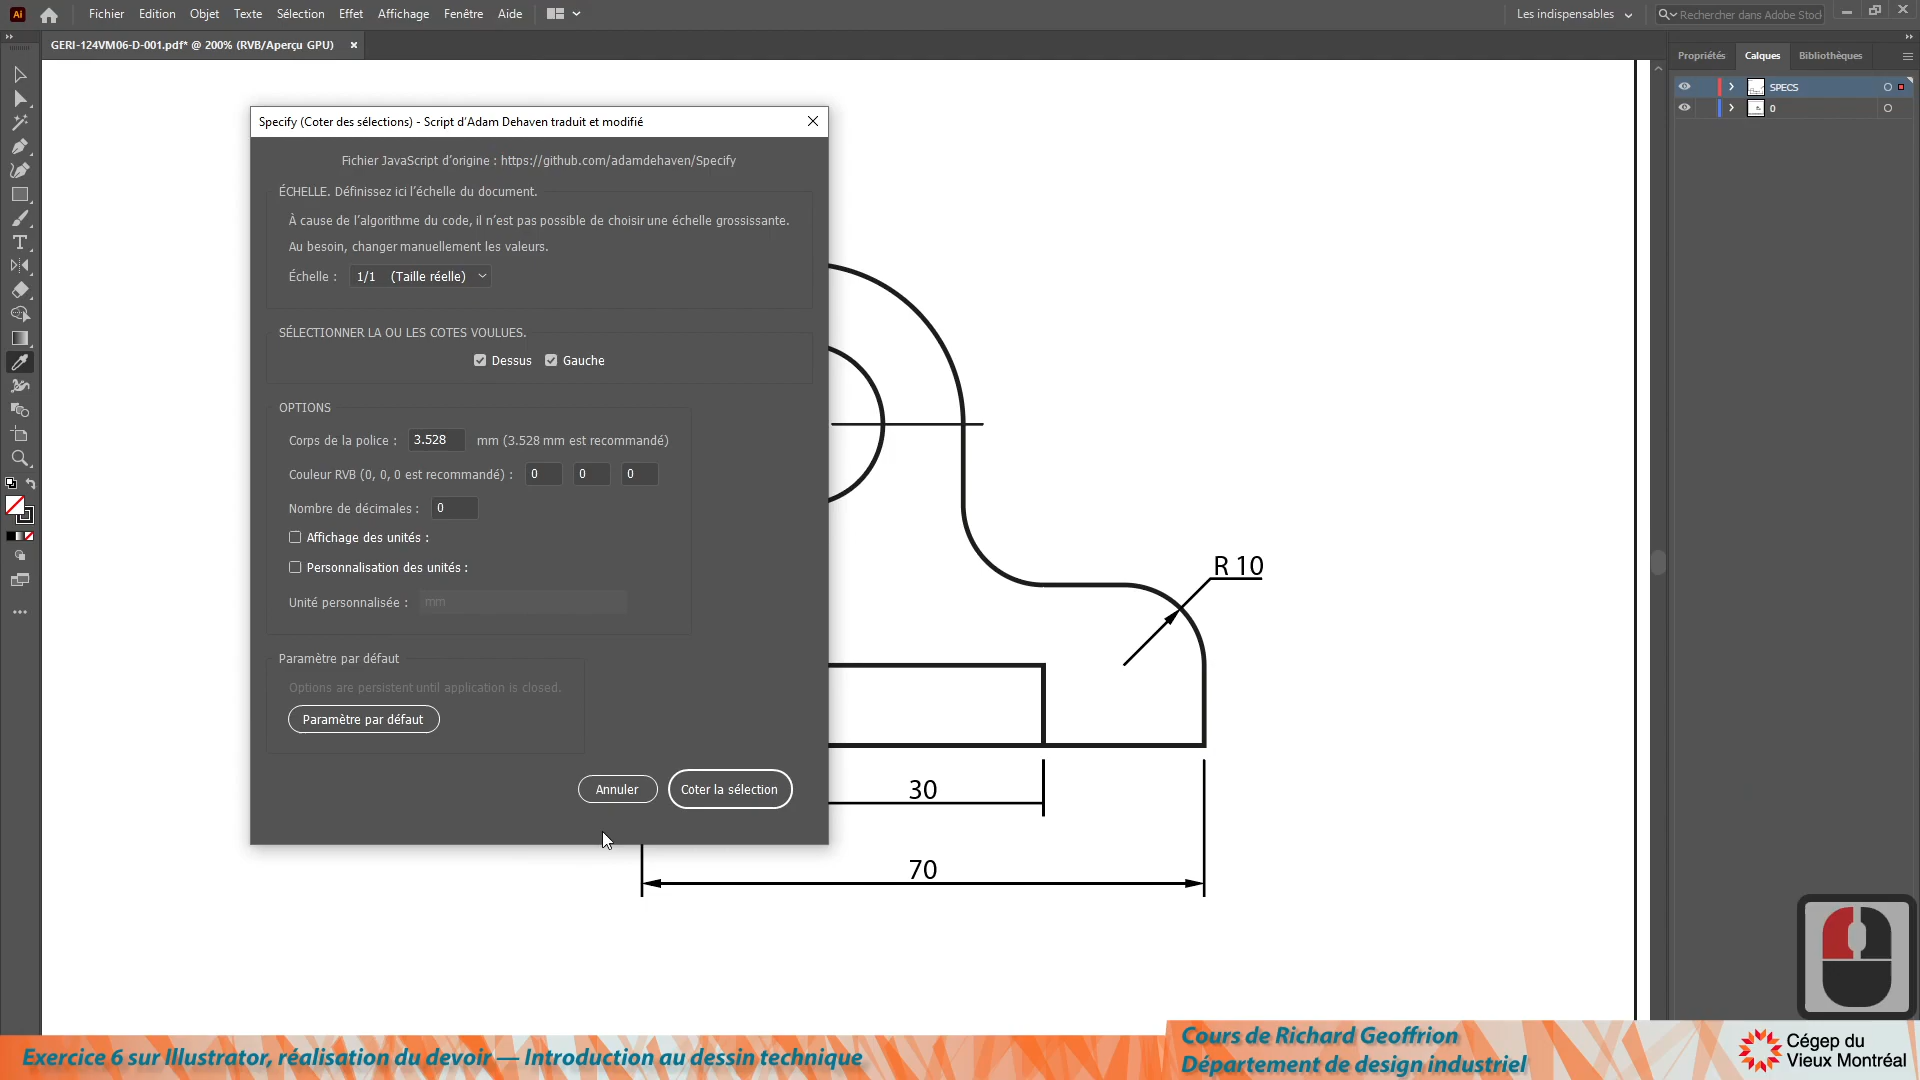 Ai
Fichier Edition Objet Texte Sélection Effet Affichage Fenêtre Aide
Les indispensables
Rechercher dans Adobe Stock
GERI-124VM06-D-001.pdf* @ 200% (RVB/Aperçu GPU) ×
Propriétés Calques Bibliothèques
SPECS
0
Specify (Coter des sélections) - Script d'Adam Dehaven traduit et modifié
Fichier JavaScript d'origine : https://github.com/adamdehaven/Specify
ÉCHELLE. Définissez ici l'échelle du document.
À cause de l'algorithme du code, il n'est pas possible de choisir une échelle grossissante.
Au besoin, changer manuellement les valeurs.
Échelle : 1/1 (Taille réelle)
SÉLECTIONNER LA OU LES COTES VOULUES.
Dessus Gauche
OPTIONS
Corps de la police : 3.528 mm (3.528 mm est recommandé)
Couleur RVB (0, 0, 0 est recommandé) : 0 0 0
Nombre de décimales : 0
Affichage des unités :
Personnalisation des unités :
Unité personnalisée : mm
Paramètre par défaut
Options are persistent until application is closed.
Paramètre par défaut
Annuler Coter la sélection
R 10
30
70
Exercice 6 sur Illustrator, réalisation du devoir — Introduction au dessin technique
Cours de Richard Geoffrion
Département de design industriel
Cégep du
Vieux Montréal